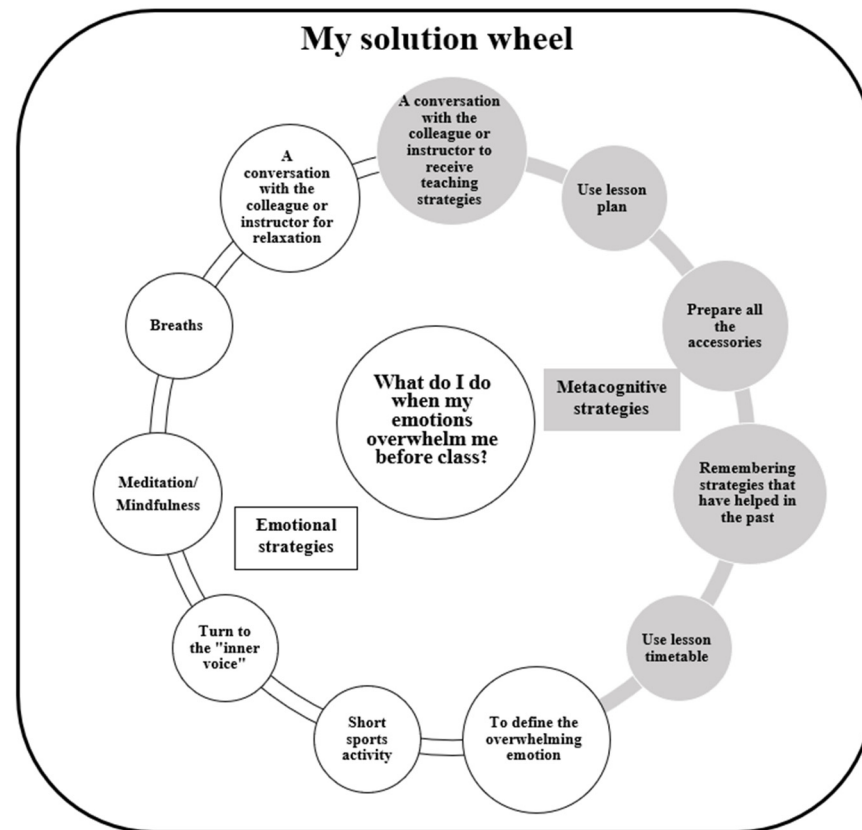 My solution wheel
A conversation with the
colleague or
instructor to
receive
teaching
strategies
Use lesson
plan
Prepare all
the
accessories
Remembering
strategies that
have helped in
the past
Use lesson
timetable
To define the
overwhelming
emotion
Short
sports
activity
Turn to
the "inner
voice"
Meditation/
Mindfulness
Breaths
A
conversation
with the
colleague or
instructor for
relaxation
What do I do
when my
emotions
overwhelm me
before class?
Metacognitive
strategies
Emotional
strategies